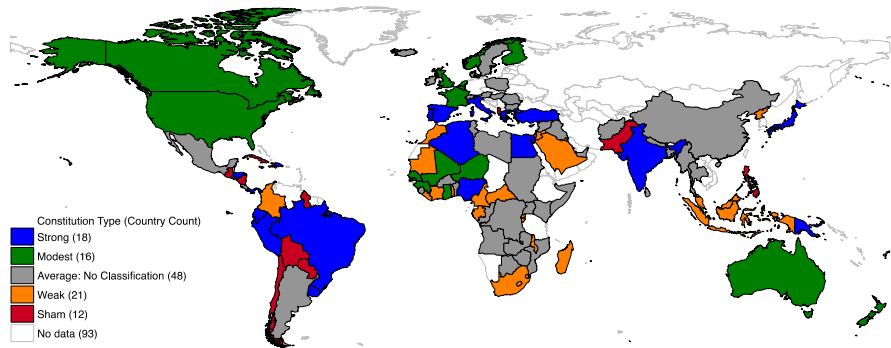 Constitution Type (Country Count)
Strong (18)
Modest (16)
Average: No Classification (48)
Weak (21)
Sham (12)
No data (93)